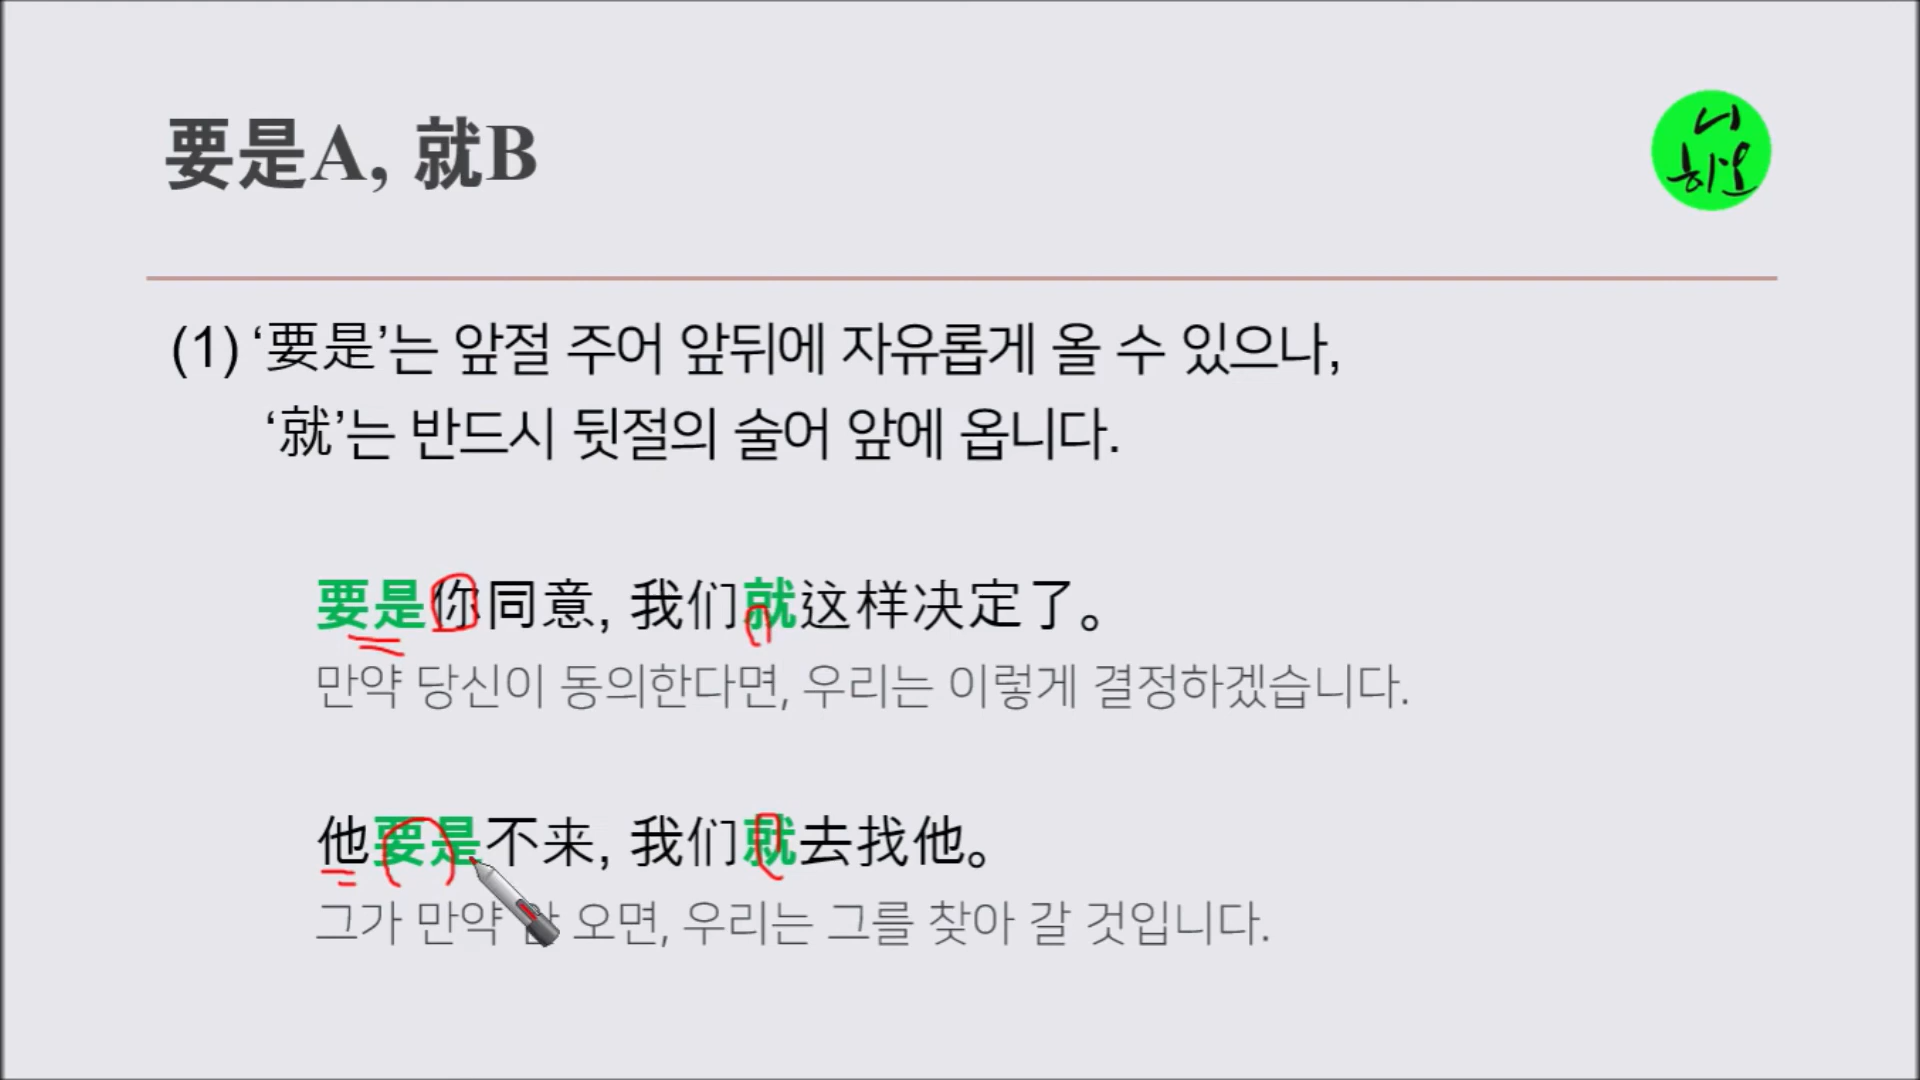 要是A, 就B
니
하오
(1) ‘要是’는 앞절 주어 앞뒤에 자유롭게 올 수 있으나,
‘就’는 반드시 뒷절의 술어 앞에 옵니다.
要是你同意, 我们就这样决定了。
만약 당신이 동의한다면, 우리는 이렇게 결정하겠습니다.
他要是不来, 我们就去找他。
그가 만약 안 오면, 우리는 그를 찾아 갈 것입니다.